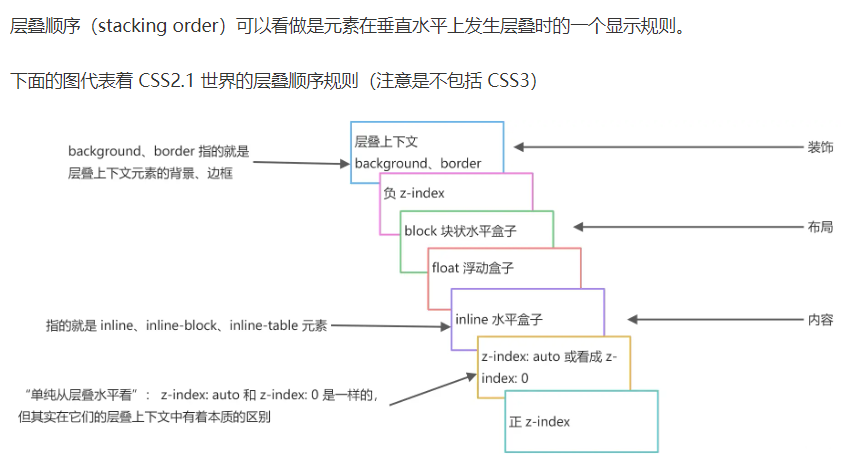 层叠顺序（stacking order）可以看做是元素在垂直水平上发生层叠时的一个显示规则。
下面的图代表着 CSS2.1 世界的层叠顺序规则（注意是不包括 CSS3）
background、border 指的就是
层叠上下文元素的背景、边框
层叠上下文
background、border
装饰
负 z-index
block 块状水平盒子
布局
float 浮动盒子
指的就是 inline、inline-block、inline-table 元素
inline 水平盒子
内容
z-index: auto 或看成 z-
index: 0
“单纯从层叠水平看”： z-index: auto 和 z-index: 0 是一样的，
但其实在它们的层叠上下文中有着本质的区别
正 z-index